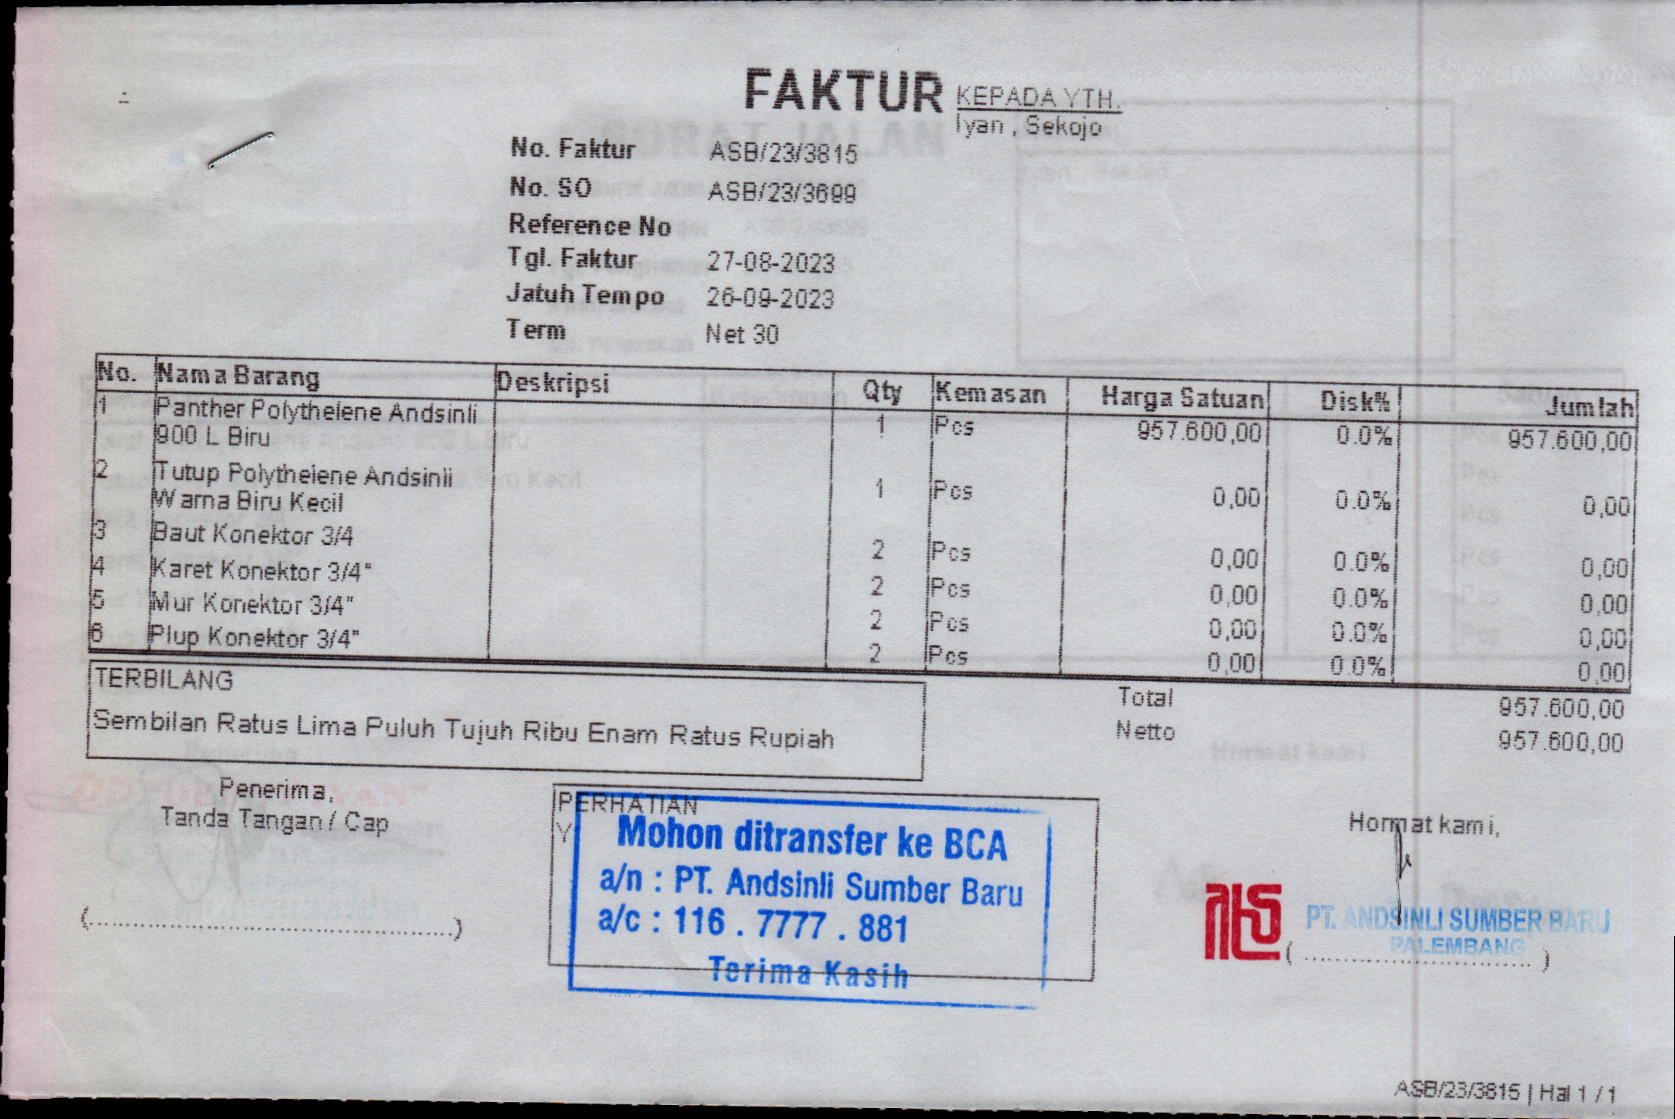 FAKTUR
KEPADA YTH.
Iyan , Sekojo
No. Faktur ASB/23/3815
No. SO ASB/23/3699
Reference No
Tgl. Faktur 27-08-2023
Jatuh Tempo 26-09-2023
Term Net 30
No. Nama Barang Deskripsi Qty Kemasan Harga Satuan Disk% Jumlah
1 Panther Polytheiene Andsinli 1 Pcs 957.600,00 0.0% 957.600,00
900 L Biru
2 Tutup Polytheiene Andsinli 1 Pcs 0,00 0.0% 0,00
Warna Biru Kecil
3 Baut Konektor 3/4 2 Pcs 0,00 0.0% 0,00
4 Karet Konektor 3/4" 2 Pcs 0,00 0.0% 0,00
5 Mur Konektor 3/4" 2 Pcs 0,00 0.0% 0,00
6 Plup Konektor 3/4" 2 Pcs 0,00 0.0% 0,00
TERBILANG
Sembilan Ratus Lima Puluh Tujuh Ribu Enam Ratus Rupiah
Total 957.600,00
Netto 957.600,00
Penerima,
Tanda Tangan / Cap
(..........................................)
PERHATIAN
Y
Mohon ditransfer ke BCA
a/n : PT. Andsinli Sumber Baru
a/c : 116 . 7777 . 881
Terima Kasih
Hormat kami,
PT. ANDSINLI SUMBER BARU
PALEMBANG
(..............................)
ASB/23/3815 | Hal 1 / 1